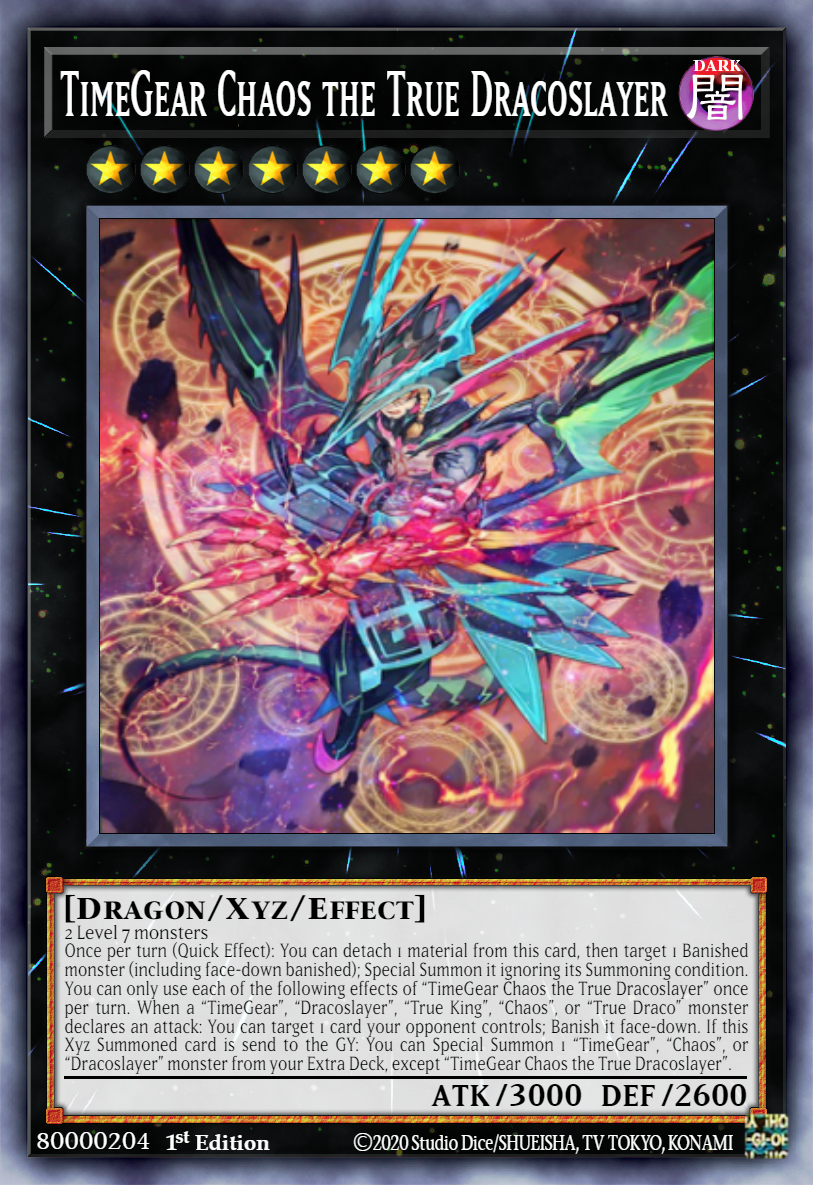 TimeGear Chaos the True Dracoslayer
DARK
闇
[Dragon/Xyz/Effect]
2 Level 7 monsters
Once per turn (Quick Effect): You can detach 1 material from this card, then target 1 Banished
monster (including face-down banished); Special Summon it ignoring its Summoning condition.
You can only use each of the following effects of “TimeGear Chaos the True Dracoslayer” once
per turn. When a “TimeGear”, “Dracoslayer”, “True King”, “Chaos”, or “True Draco” monster
declares an attack: You can target 1 card your opponent controls; Banish it face-down. If this
Xyz Summoned card is send to the GY: You can Special Summon 1 “TimeGear”, “Chaos”, or
“Dracoslayer” monster from your Extra Deck, except “TimeGear Chaos the True Dracoslayer”.
ATK/3000 DEF/2600
80000204 1st Edition ©2020 Studio Dice/SHUEISHA, TV TOKYO, KONAMI